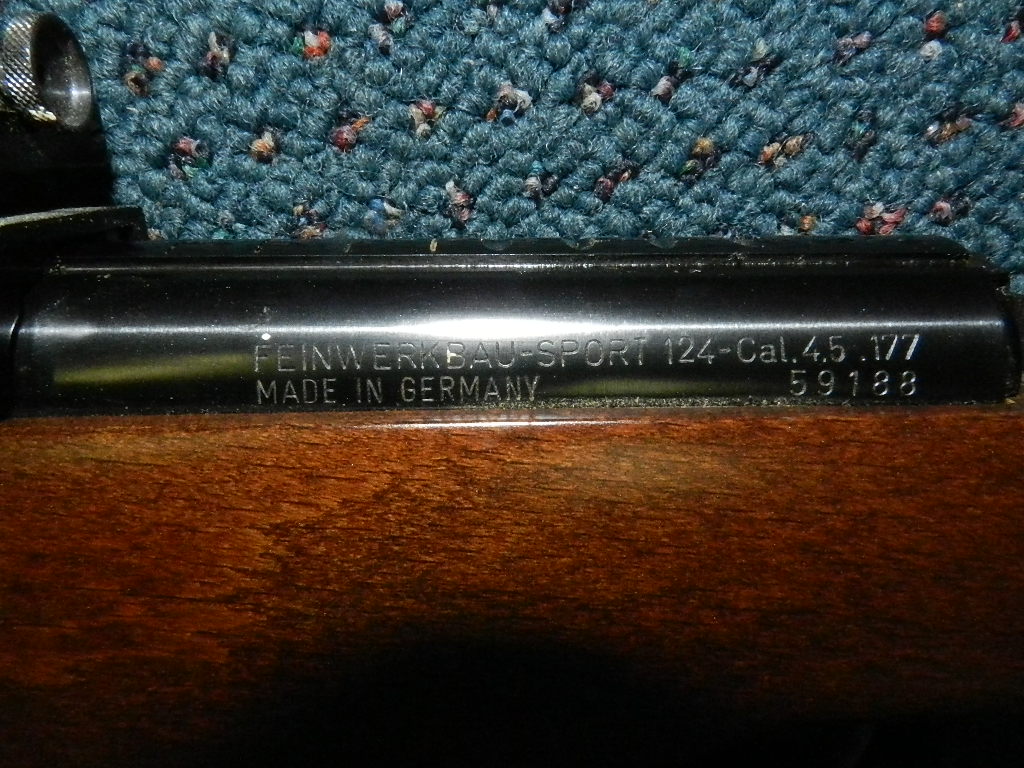 FEINWERKBAU-SPORT 124-Cal.4.5 .177
MADE IN GERMANY 59188